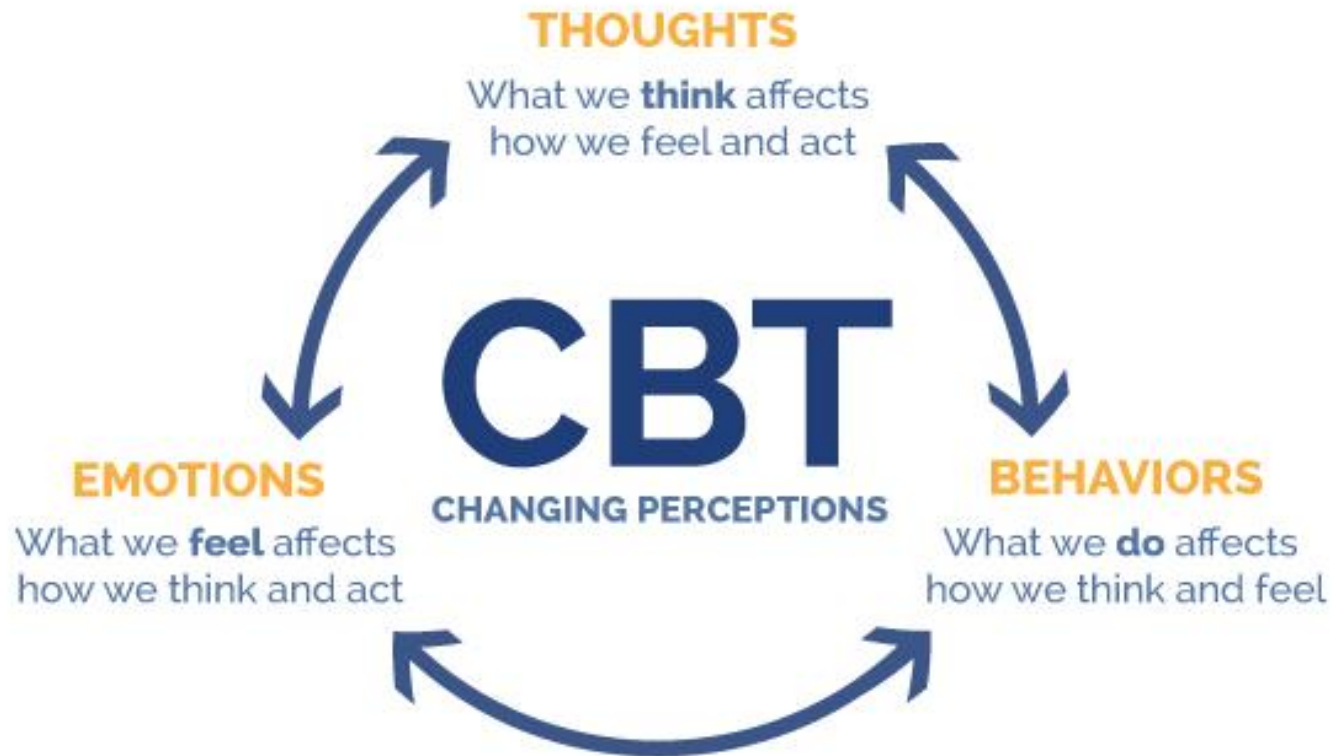 THOUGHTS
What we think affects
how we feel and act
CBT
CHANGING PERCEPTIONS
EMOTIONS
What we feel affects
how we think and act
BEHAVIORS
What we do affects
how we think and feel